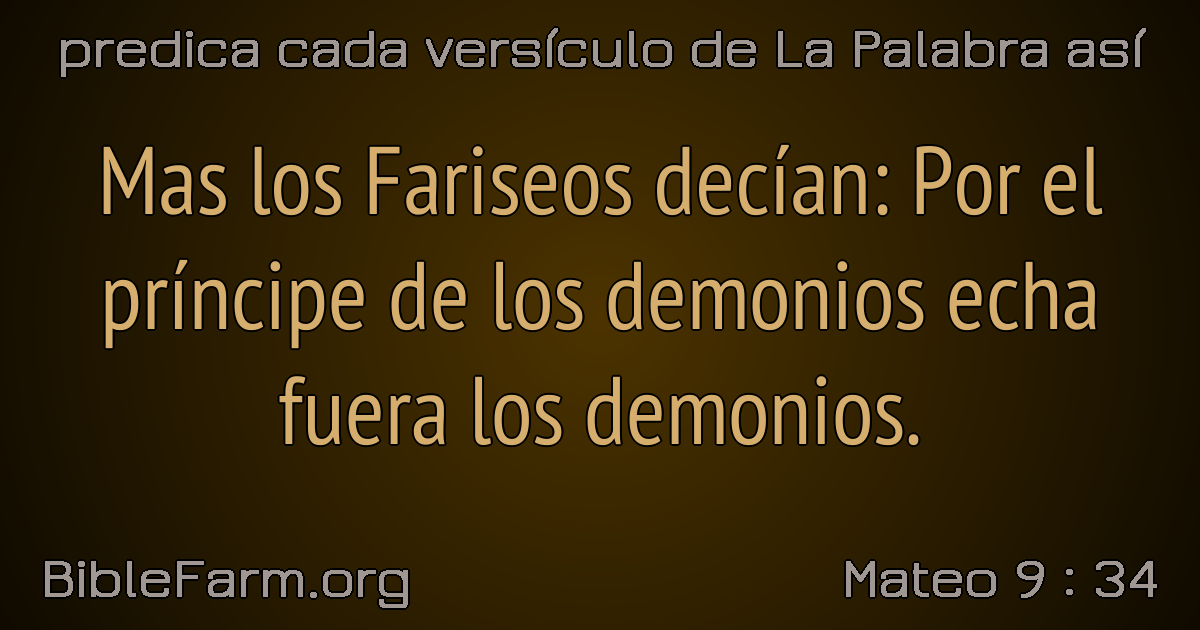 predica cada versículo de La Palabra así
Mas los Fariseos decían: Por el
príncipe de los demonios echa
fuera los demonios.
BibleFarm.org
Mateo 9 : 34